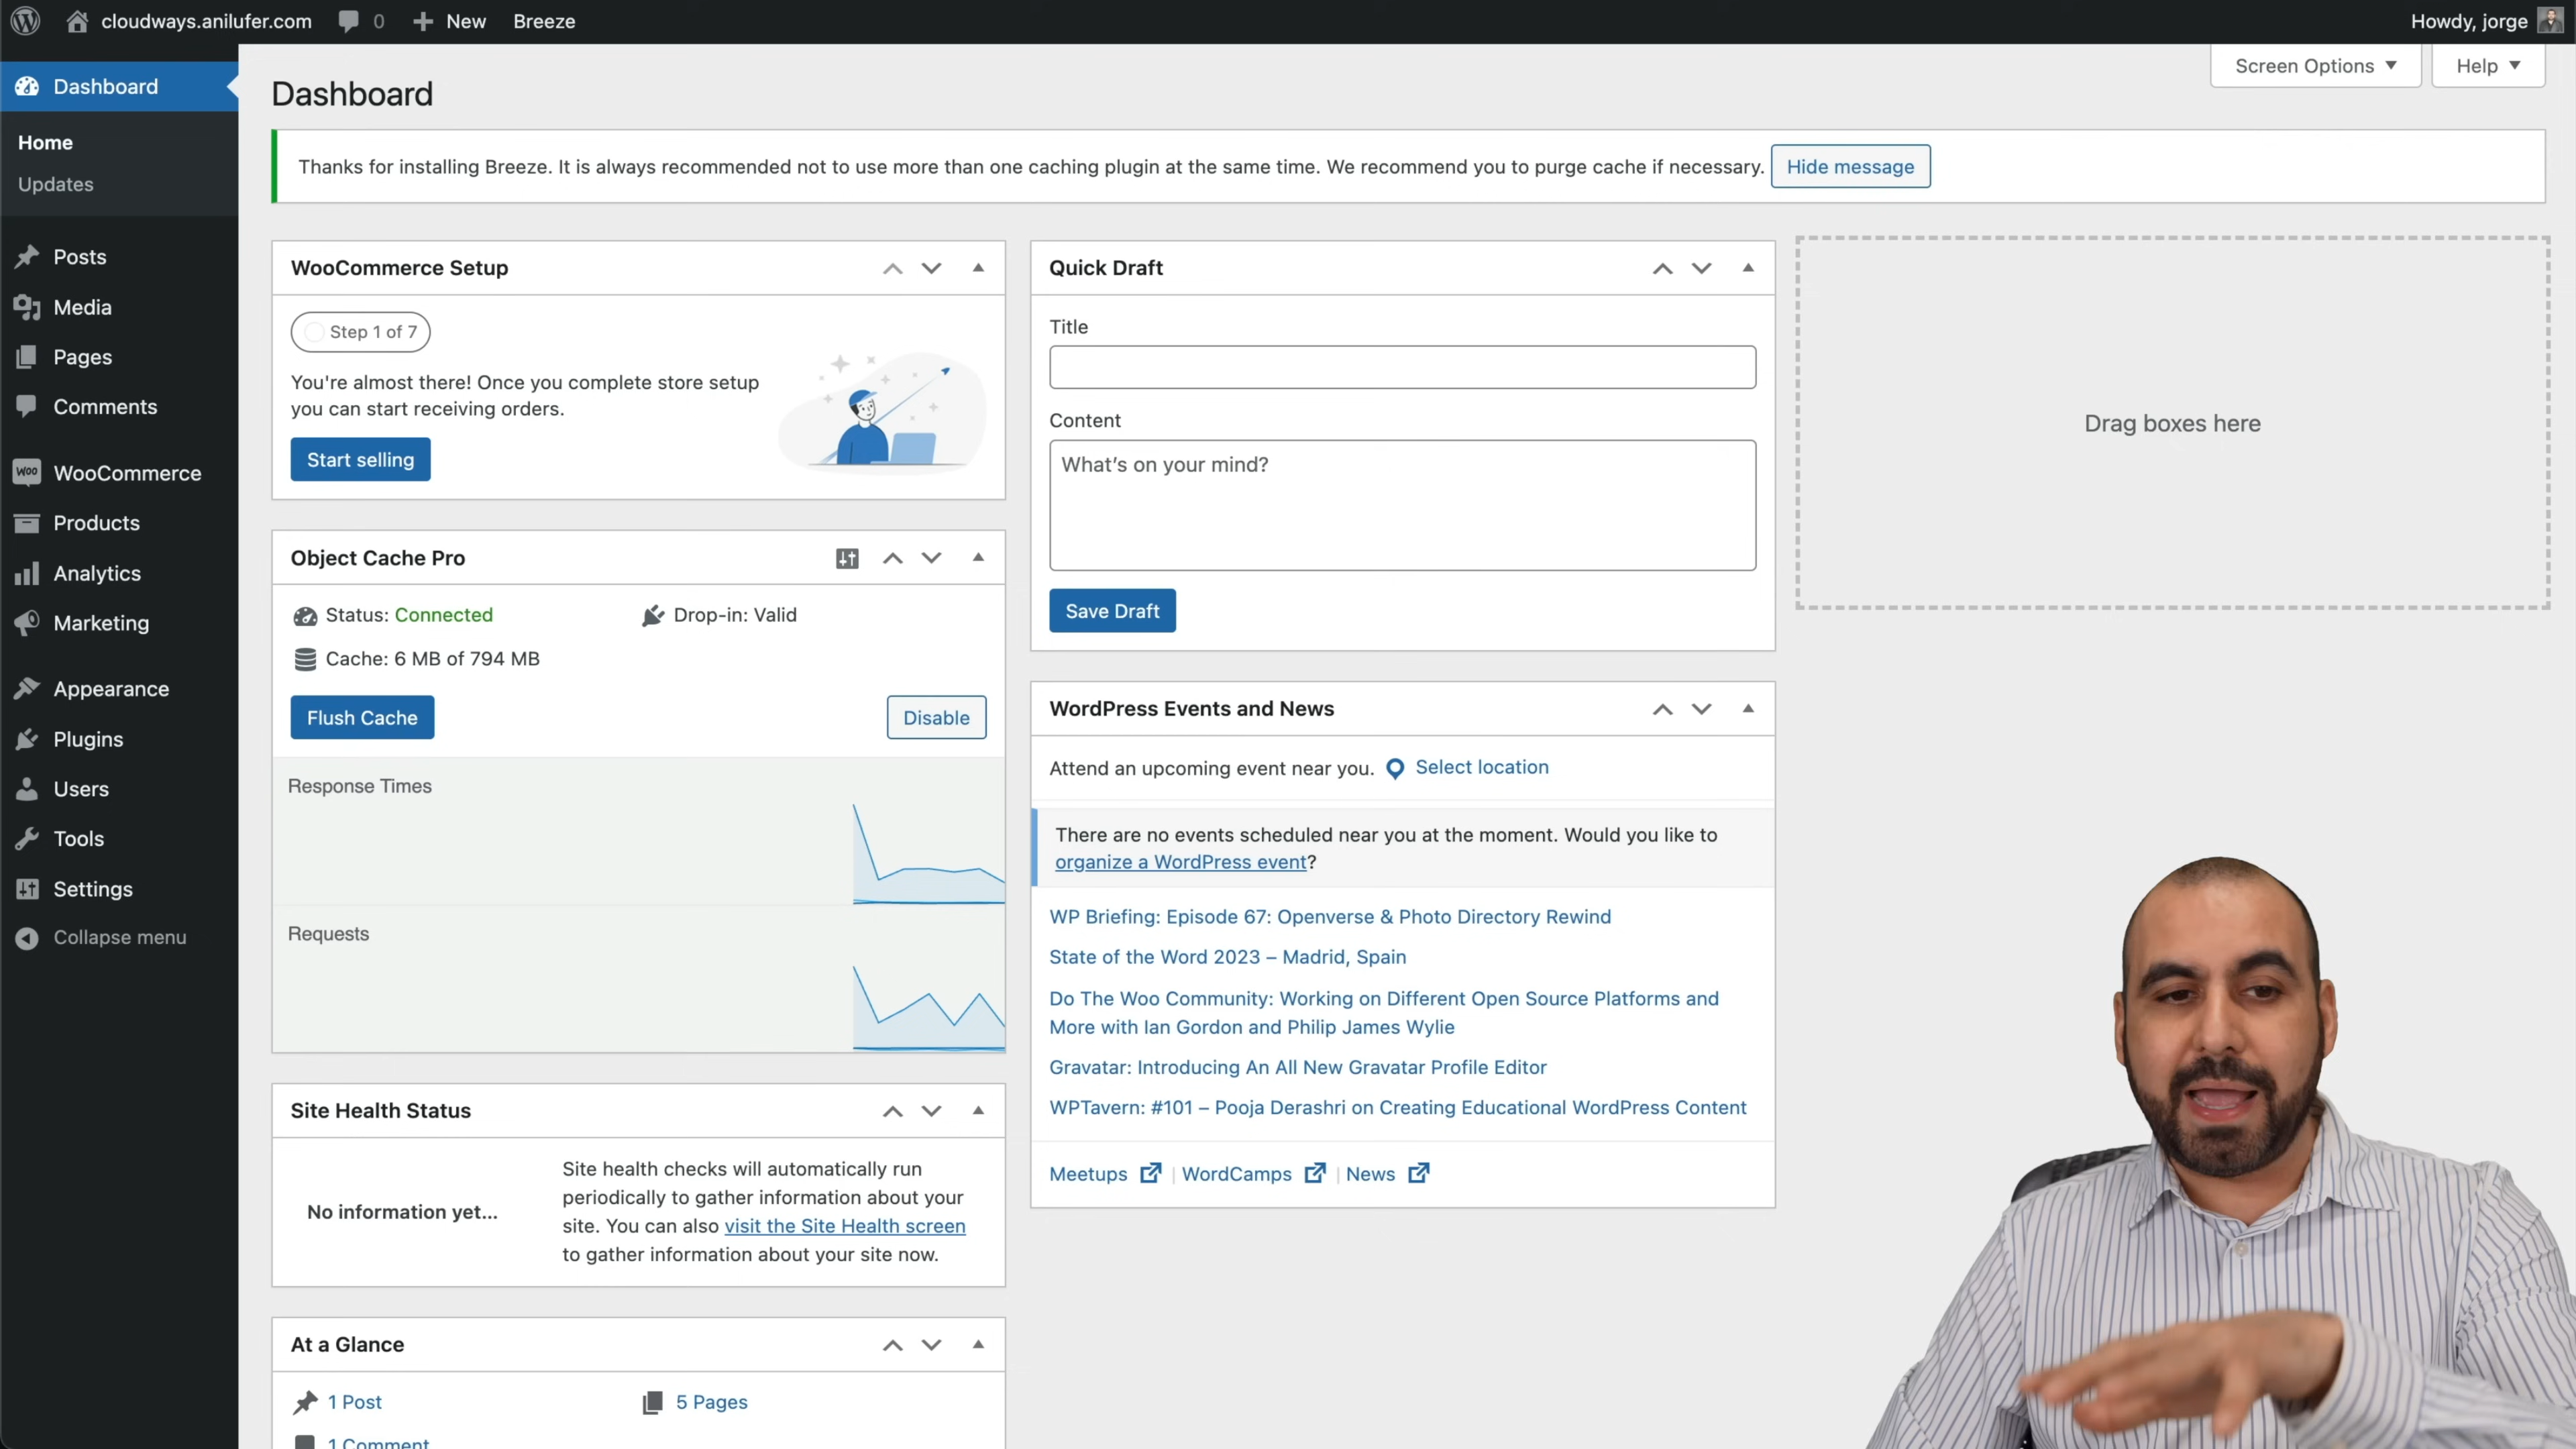 cloudways.anilufer.com 0 New Breeze Howdy, jorge
Screen Options Help
Dashboard
Home
Updates
Posts
Media
Pages
Comments
WOO WooCommerce
Products
Analytics
Marketing
Appearance
Plugins
Users
Tools
Settings
Collapse menu
Dashboard
Thanks for installing Breeze. It is always recommended not to use more than one caching plugin at the same time. We recommend you to purge cache if necessary. Hide message
WooCommerce Setup
Step 1 of 7
You're almost there! Once you complete store setup
you can start receiving orders.
Start selling
Object Cache Pro
Status: Connected Drop-in: Valid
Cache: 6 MB of 794 MB
Flush Cache Disable
Response Times
Requests
Site Health Status
No information yet...
Site health checks will automatically run
periodically to gather information about your
site. You can also visit the Site Health screen
to gather information about your site now.
At a Glance
1 Post 5 Pages
1 Comment
Quick Draft
Title
Content
What's on your mind?
Save Draft
WordPress Events and News
Attend an upcoming event near you. Select location
There are no events scheduled near you at the moment. Would you like to
organize a WordPress event?
WP Briefing: Episode 67: Openverse & Photo Directory Rewind
State of the Word 2023 – Madrid, Spain
Do The Woo Community: Working on Different Open Source Platforms and
More with Ian Gordon and Philip James Wylie
Gravatar: Introducing An All New Gravatar Profile Editor
WPTavern: #101 – Pooja Derashri on Creating Educational WordPress Content
Meetups | WordCamps | News
Drag boxes here